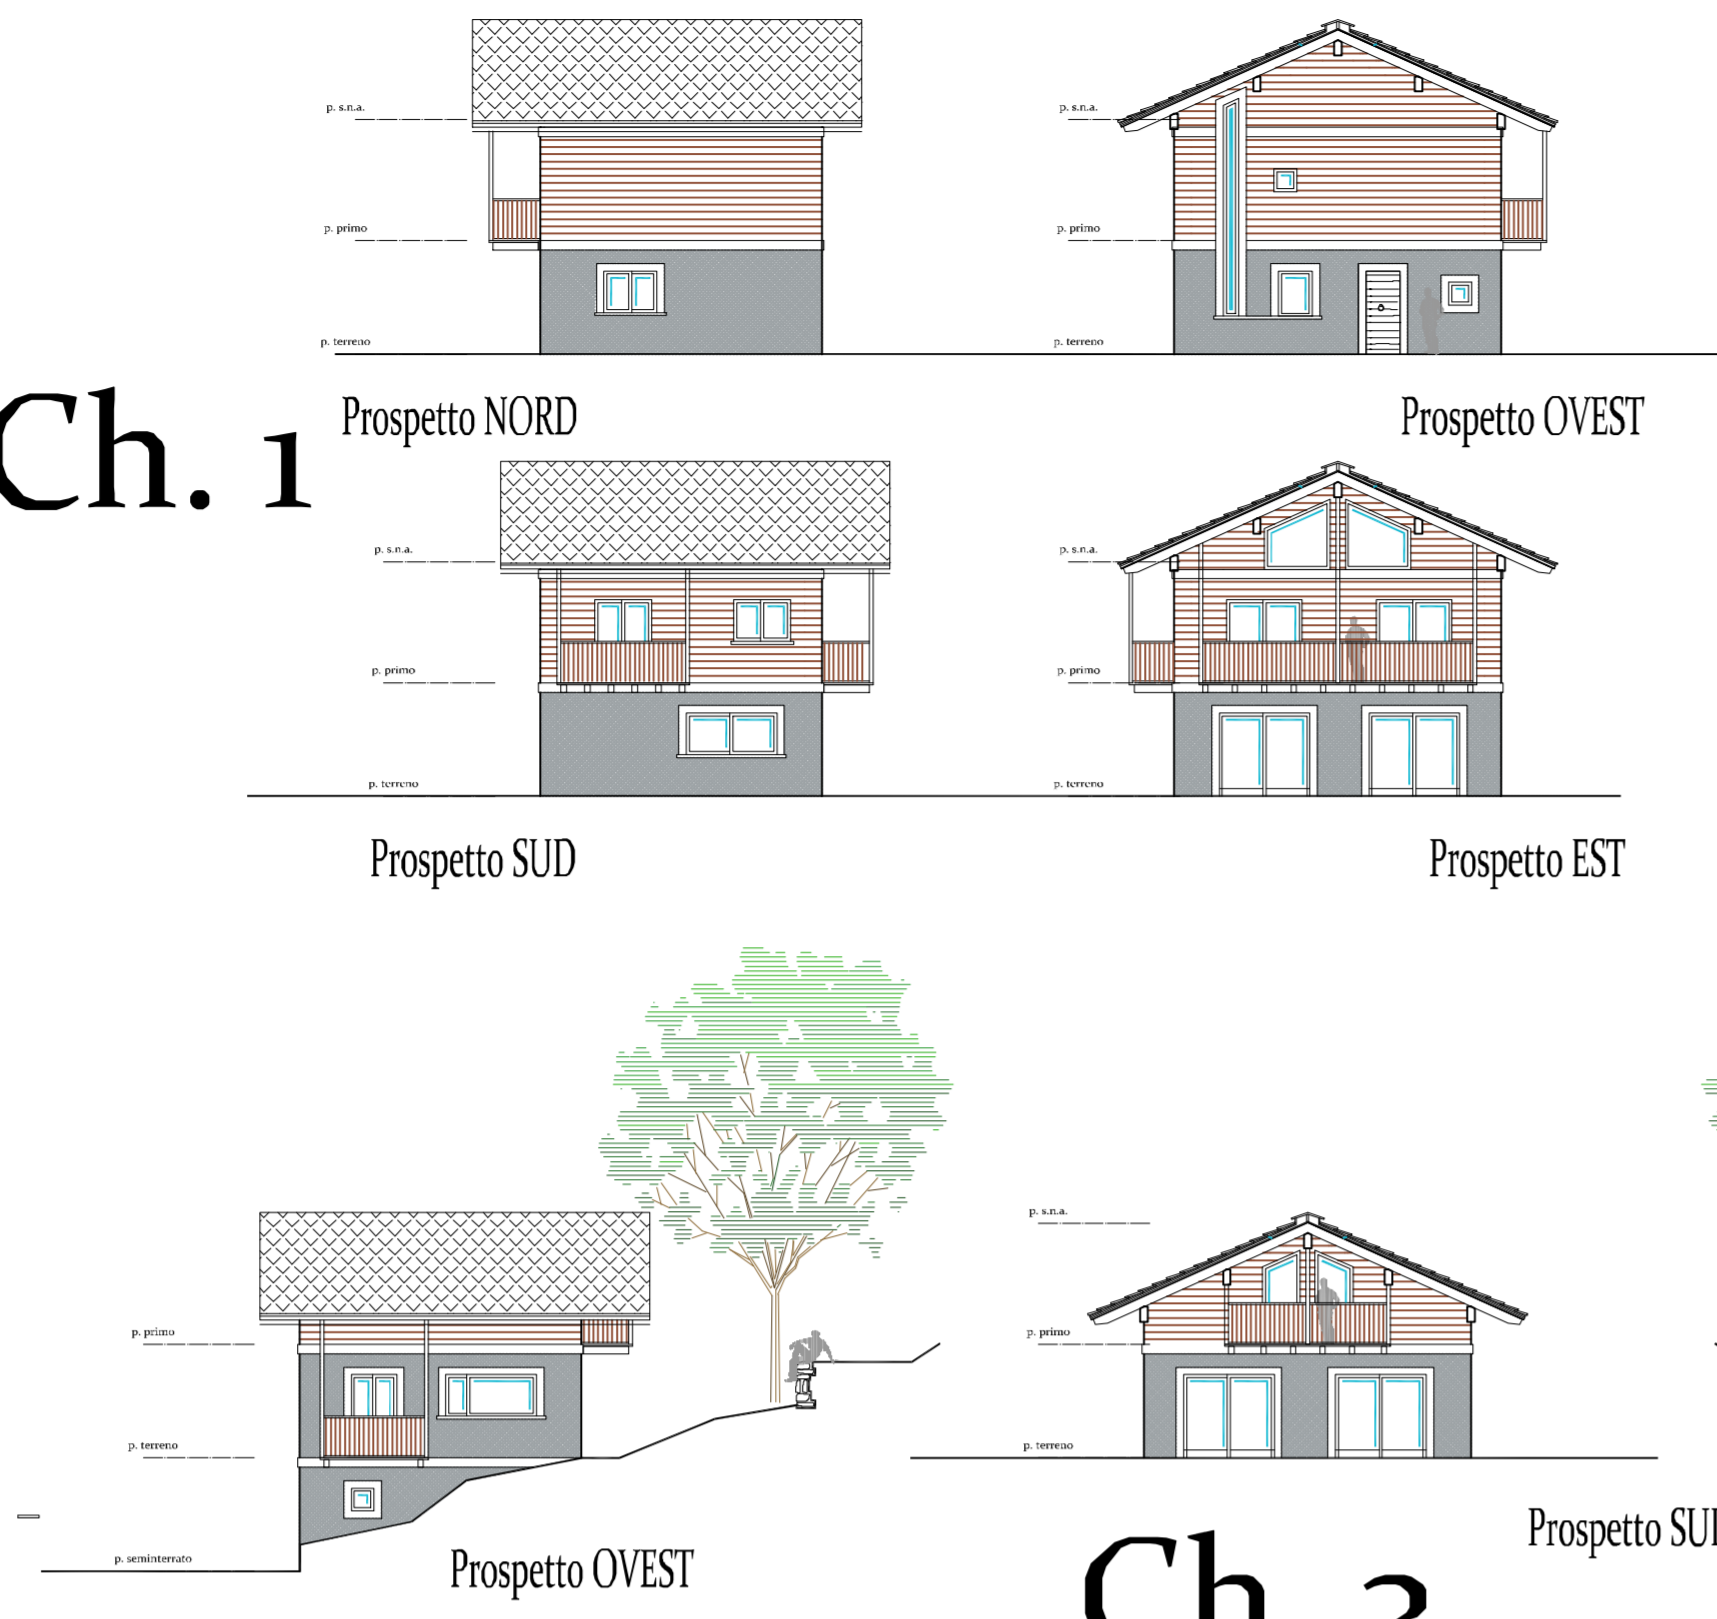 p. s.n.a.
p. s.n.a.
p. primo
p. primo
p. terreno
p. terreno
Prospetto NORD
Prospetto OVEST
Ch. 1
p. s.n.a.
p. s.n.a.
p. primo
p. primo
p. terreno
p. terreno
Prospetto SUD
Prospetto EST
p. s.n.a.
p. primo
p. primo
p. terreno
p. terreno
Prospetto
p. seminterrato
Prospetto OVEST
Ch.